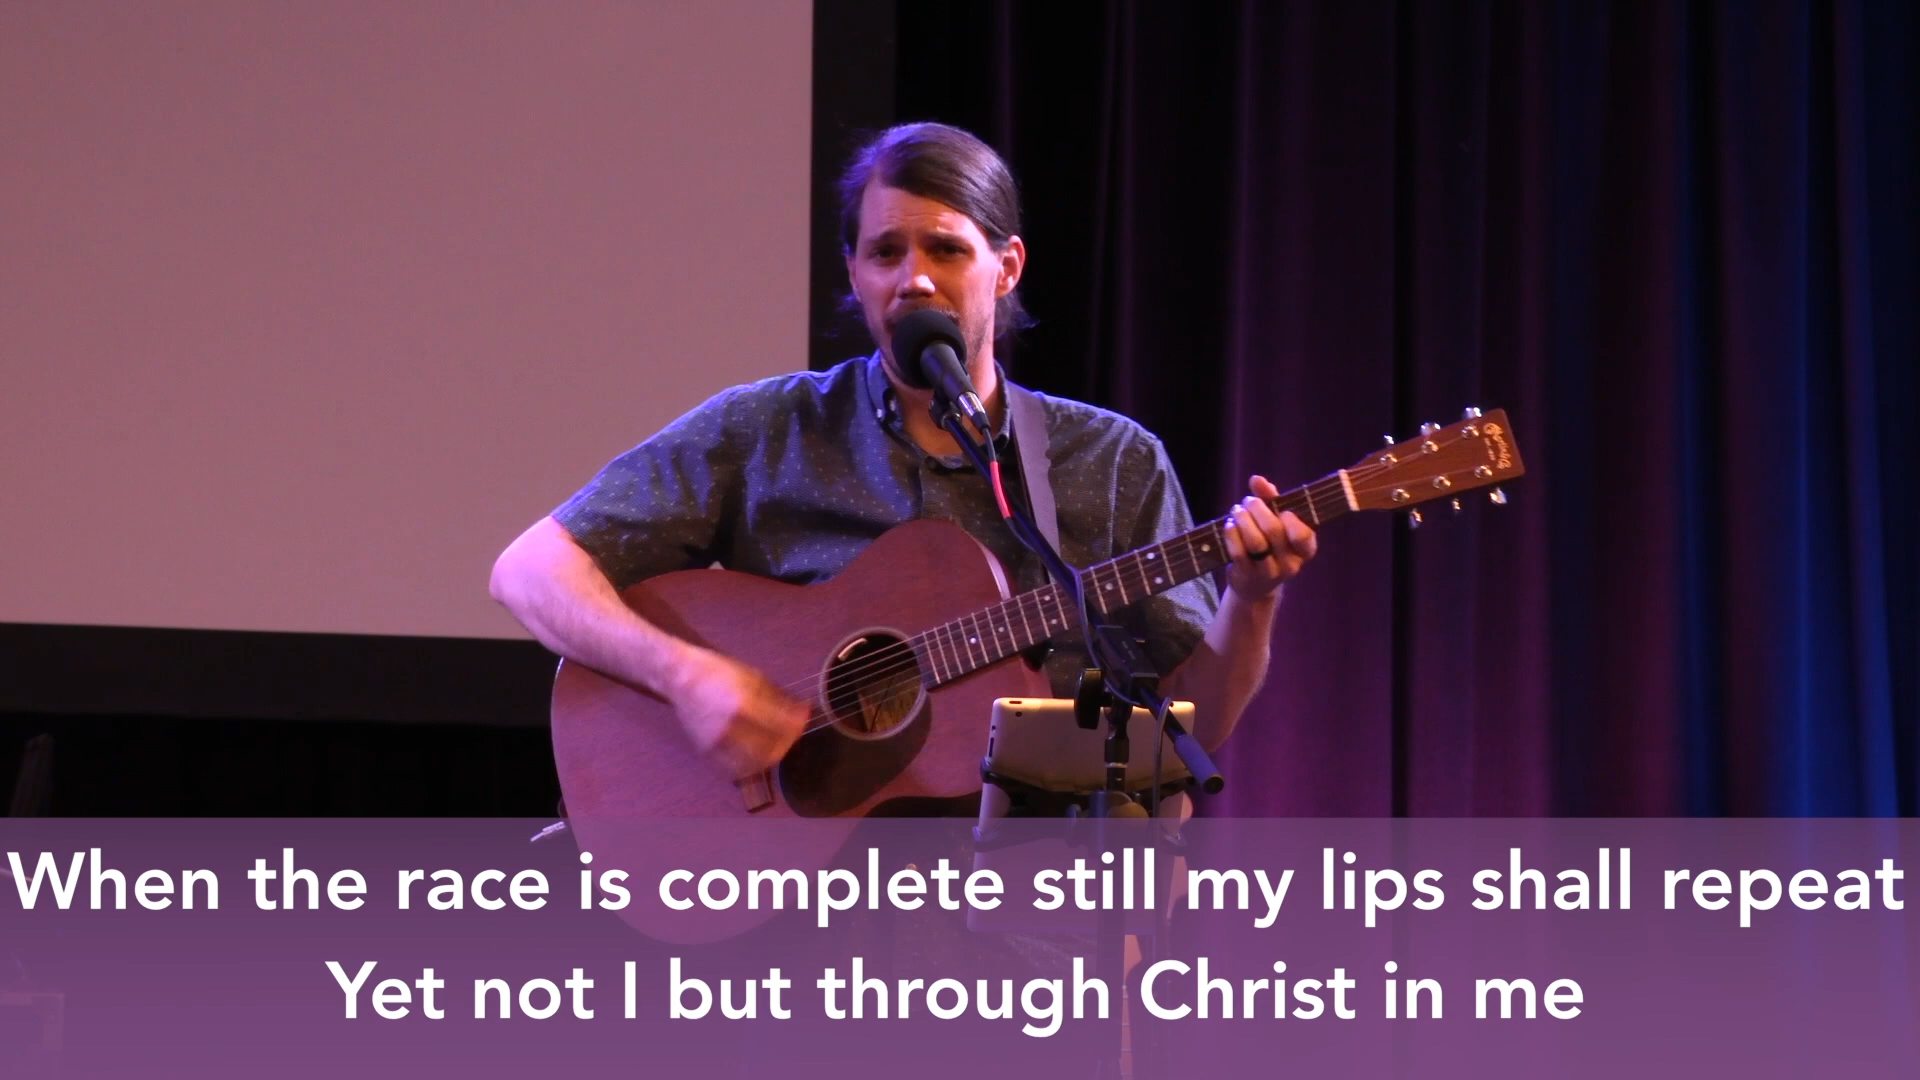 When the race is complete still my lips shall repeat
Yet not I but through Christ in me